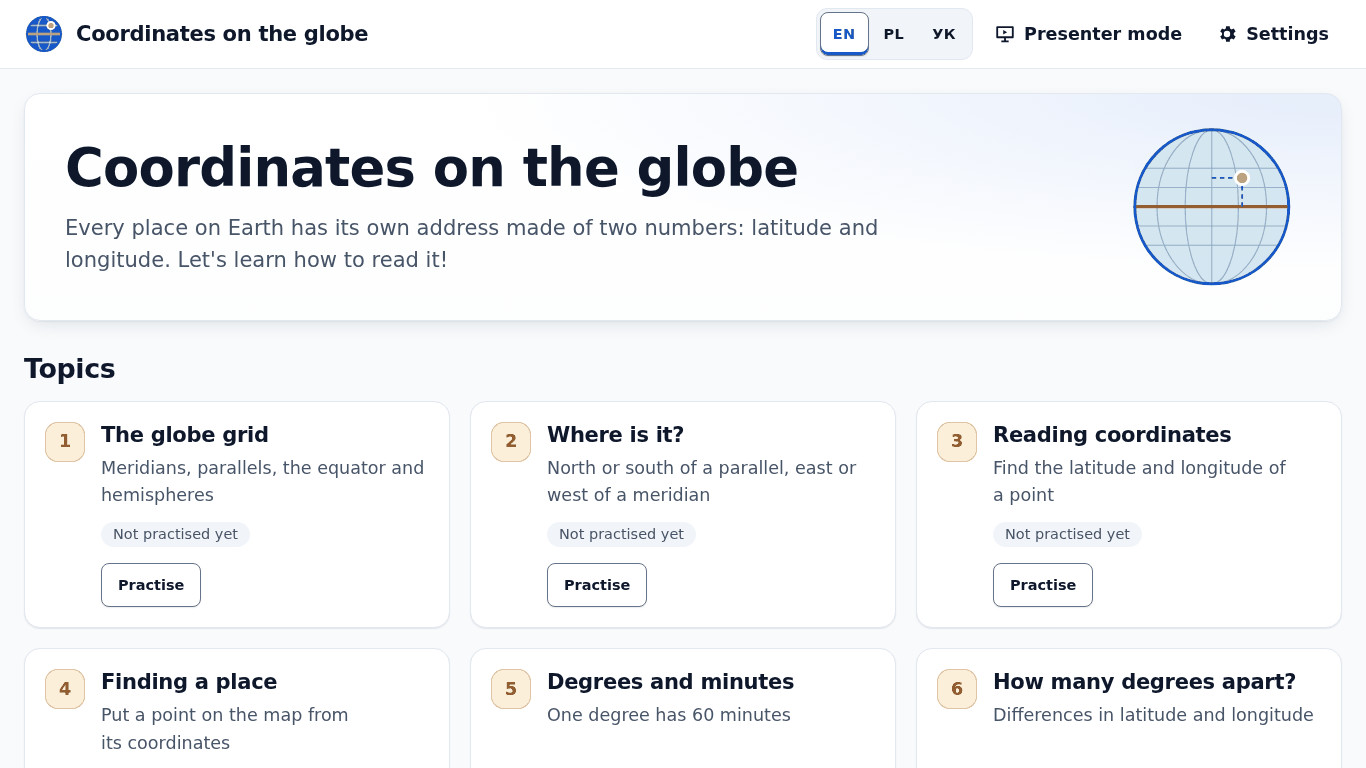 Coordinates on the globe
EN
PL
УК
Presenter mode
Settings
Coordinates on the globe
Every place on Earth has its own address made of two numbers: latitude and
longitude. Let's learn how to read it!
Topics
1
The globe grid
Meridians, parallels, the equator and
hemispheres
Not practised yet
Practise
2
Where is it?
North or south of a parallel, east or
west of a meridian
Not practised yet
Practise
3
Reading coordinates
Find the latitude and longitude of
a point
Not practised yet
Practise
4
Finding a place
Put a point on the map from
its coordinates
5
Degrees and minutes
One degree has 60 minutes
6
How many degrees apart?
Differences in latitude and longitude